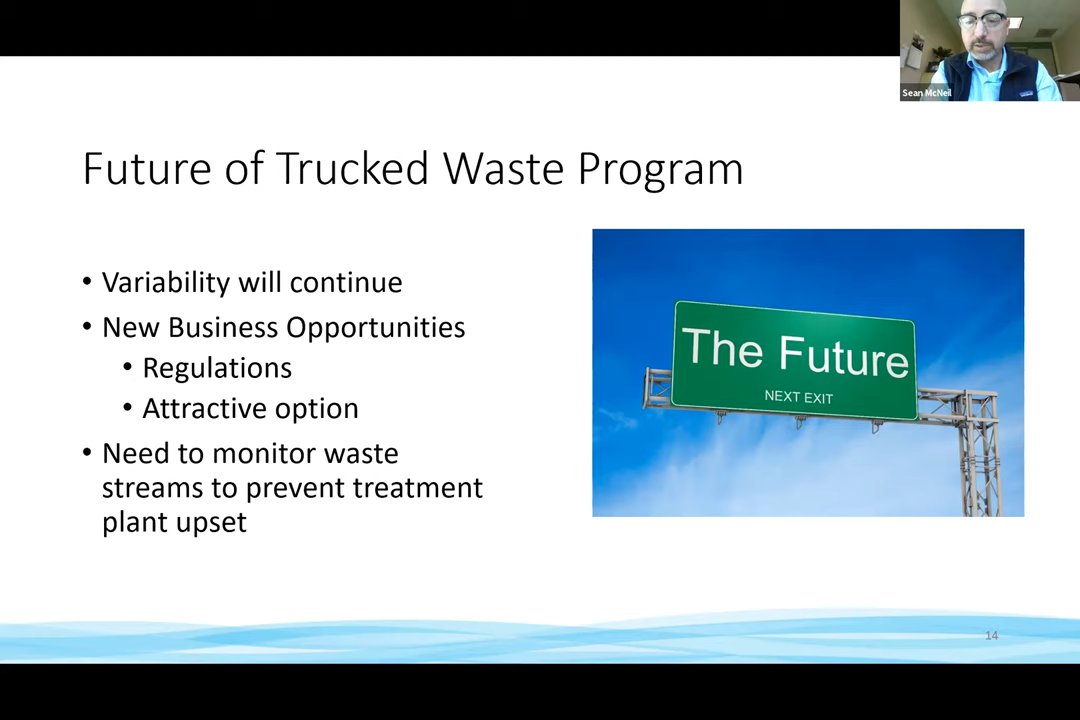 Sean McNeil
Future of Trucked Waste Program
• Variability will continue
• New Business Opportunities
• Regulations
• Attractive option
• Need to monitor waste
streams to prevent treatment
plant upset
The Future
NEXT EXIT
14